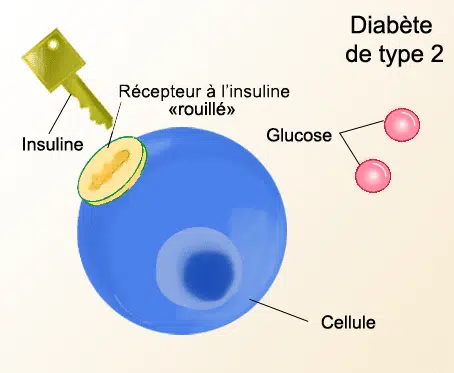 Diabète
de type 2
Récepteur à l'insuline
«rouillé»
Insuline
Glucose
Cellule